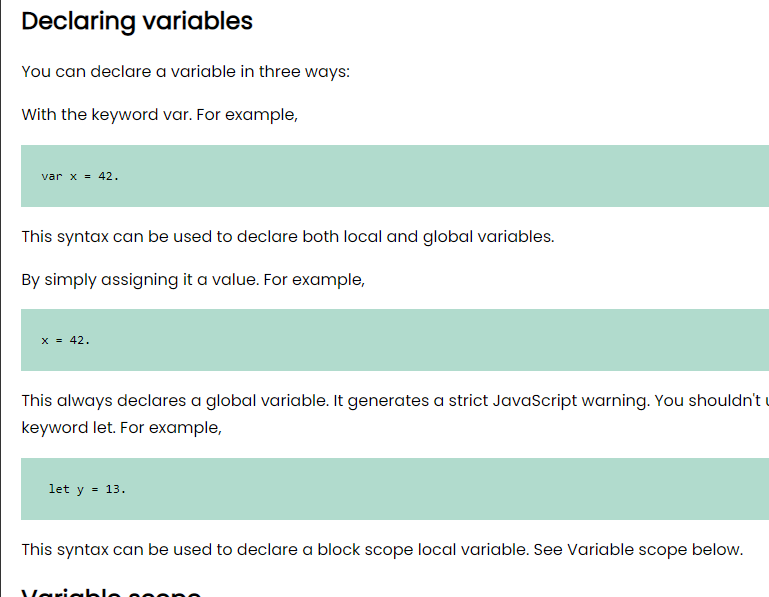 Declaring variables
You can declare a variable in three ways:
With the keyword var. For example,
var x = 42.
This syntax can be used to declare both local and global variables.
By simply assigning it a value. For example,
x = 42.
This always declares a global variable. It generates a strict JavaScript warning. You shouldn't
keyword let. For example,
let y = 13.
This syntax can be used to declare a block scope local variable. See Variable scope below.
Variable scope